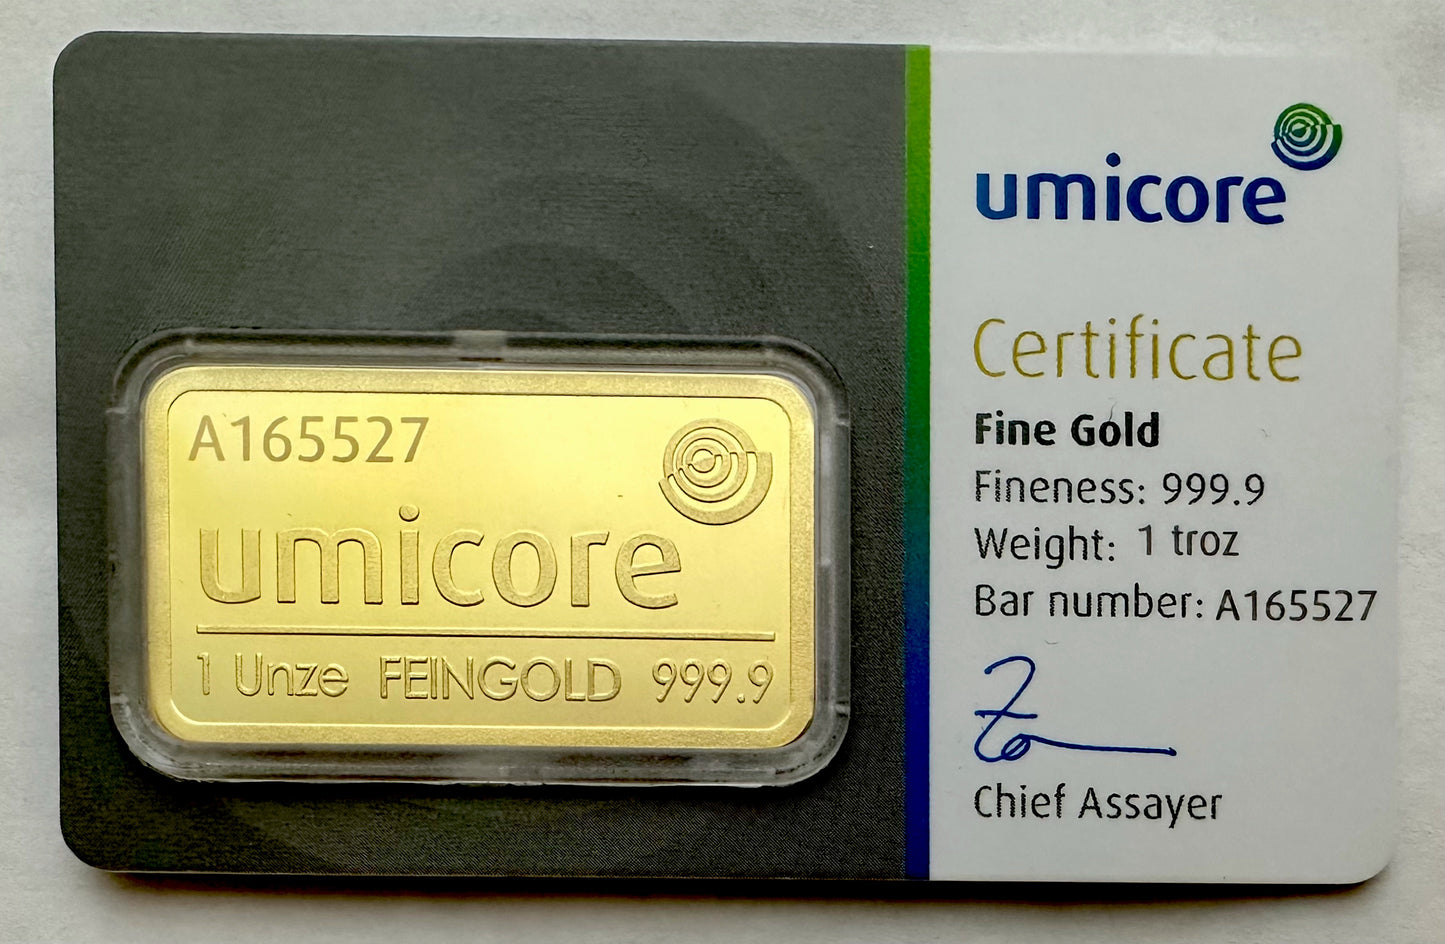 A165527
umicore
1 Unze FEINGOLD 999.9
umicore
Certificate
Fine Gold
Fineness: 999.9
Weight: 1 troz
Bar number: A165527
Chief Assayer